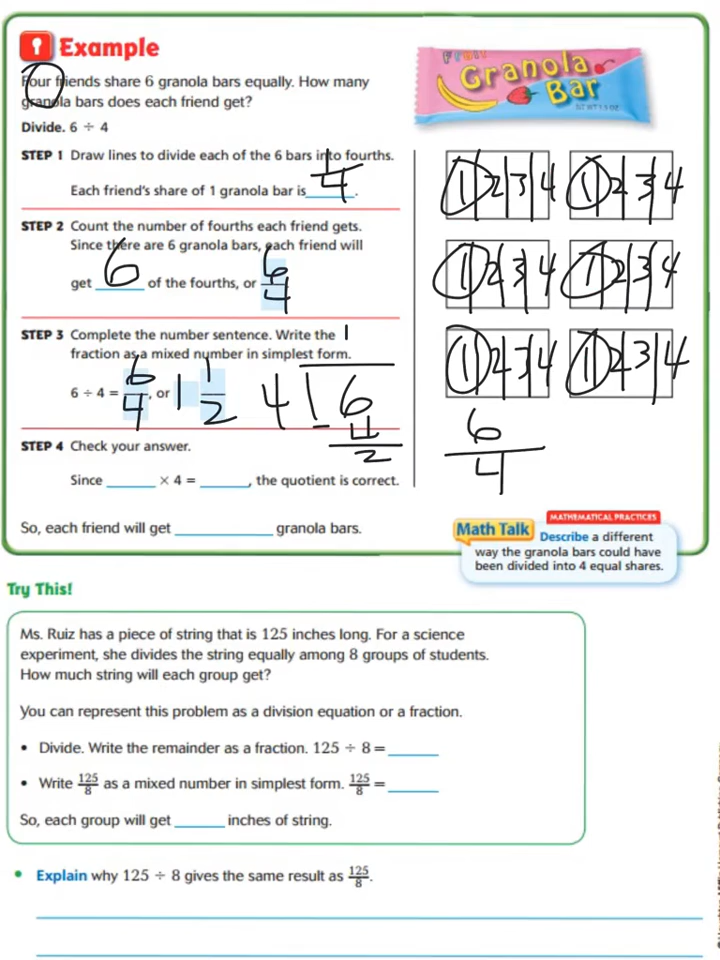 Example
Four friends share 6 granola bars equally. How many
granola bars does each friend get?
Divide. 6 ÷ 4
STEP 1 Draw lines to divide each of the 6 bars into fourths.
Each friend's share of 1 granola bar is 1/4.
STEP 2 Count the number of fourths each friend gets.
Since there are 6 granola bars, each friend will
get 6 of the fourths, or 6/4
STEP 3 Complete the number sentence. Write the
fraction as a mixed number in simplest form.
6 ÷ 4 = 6/4, or 1 1/2
1
4 6
- 4
2
STEP 4 Check your answer.
Since ______ × 4 = ______, the quotient is correct.
So, each friend will get ____________ granola bars.
Fruit
Granola
Bar
1 2 3 4 1 2 3 4
1 2 3 4 1 2 3 4
1 2 3 4 1 2 3 4
6/4
MATHEMATICAL PRACTICES
Math Talk Describe a different
way the granola bars could have
been divided into 4 equal shares.
Try This!
Ms. Ruiz has a piece of string that is 125 inches long. For a science
experiment, she divides the string equally among 8 groups of students.
How much string will each group get?
You can represent this problem as a division equation or a fraction.
• Divide. Write the remainder as a fraction. 125 ÷ 8 = ______
• Write 125/8 as a mixed number in simplest form. 125/8 = ______
So, each group will get ______ inches of string.
• Explain why 125 ÷ 8 gives the same result as 125/8.